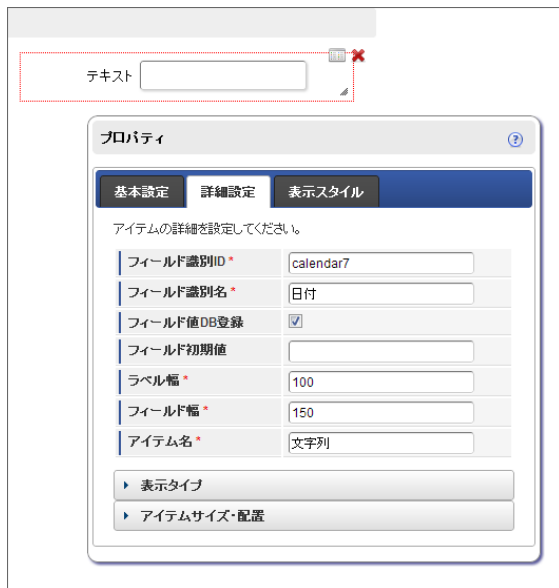 テキスト
プロパティ
基本設定 詳細設定 表示スタイル
アイテムの詳細を設定してください。
フィールド識別ID * calendar7
フィールド識別名 * 日付
フィールド値DB登録
フィールド初期値
ラベル幅 * 100
フィールド幅 * 150
アイテム名 * 文字列
表示タイプ
アイテムサイズ・配置